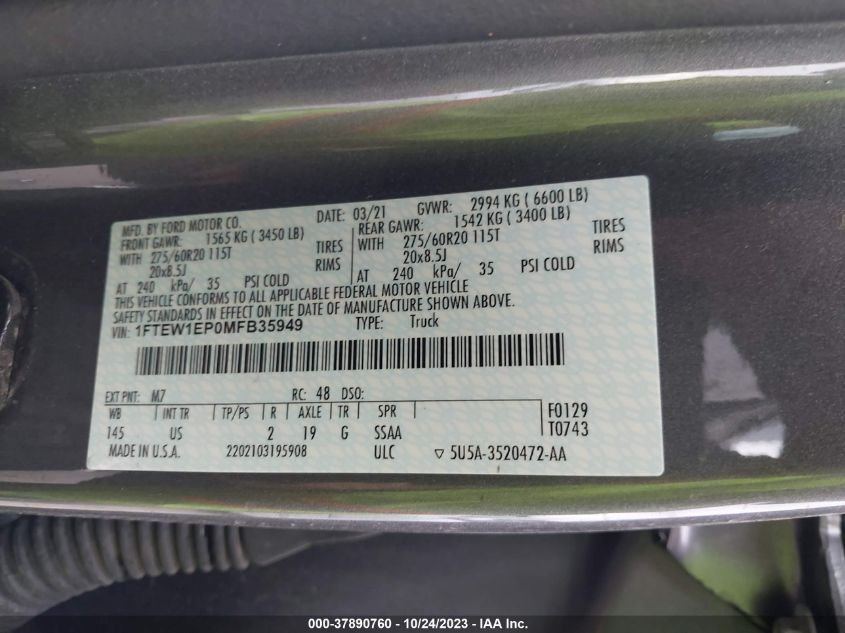 MFD. BY FORD MOTOR CO. DATE: 03/21 GVWR: 2994 KG ( 6600 LB)
FRONT GAWR: 1565 KG ( 3450 LB) REAR GAWR: 1542 KG ( 3400 LB)
WITH 275/60R20 115T TIRES WITH 275/60R20 115T TIRES
20x8.5J RIMS 20x8.5J RIMS
AT 240 kPa/ 35 PSI COLD AT 240 kPa/ 35 PSI COLD
THIS VEHICLE CONFORMS TO ALL APPLICABLE FEDERAL MOTOR VEHICLE
SAFETY STANDARDS IN EFFECT ON THE DATE OF MANUFACTURE SHOWN ABOVE.
VIN: 1FTEW1EP0MFB35949 TYPE: Truck
EXT PNT: M7 RC: 48 DSO:
WB INT TR TP/PS R AXLE TR SPR F0129
145 US 2 19 G SSAA T0743
MADE IN U.S.A. 2202103195908 ULC ▽ 5U5A-3520472-AA
000-37890760 - 10/24/2023 - IAA Inc.